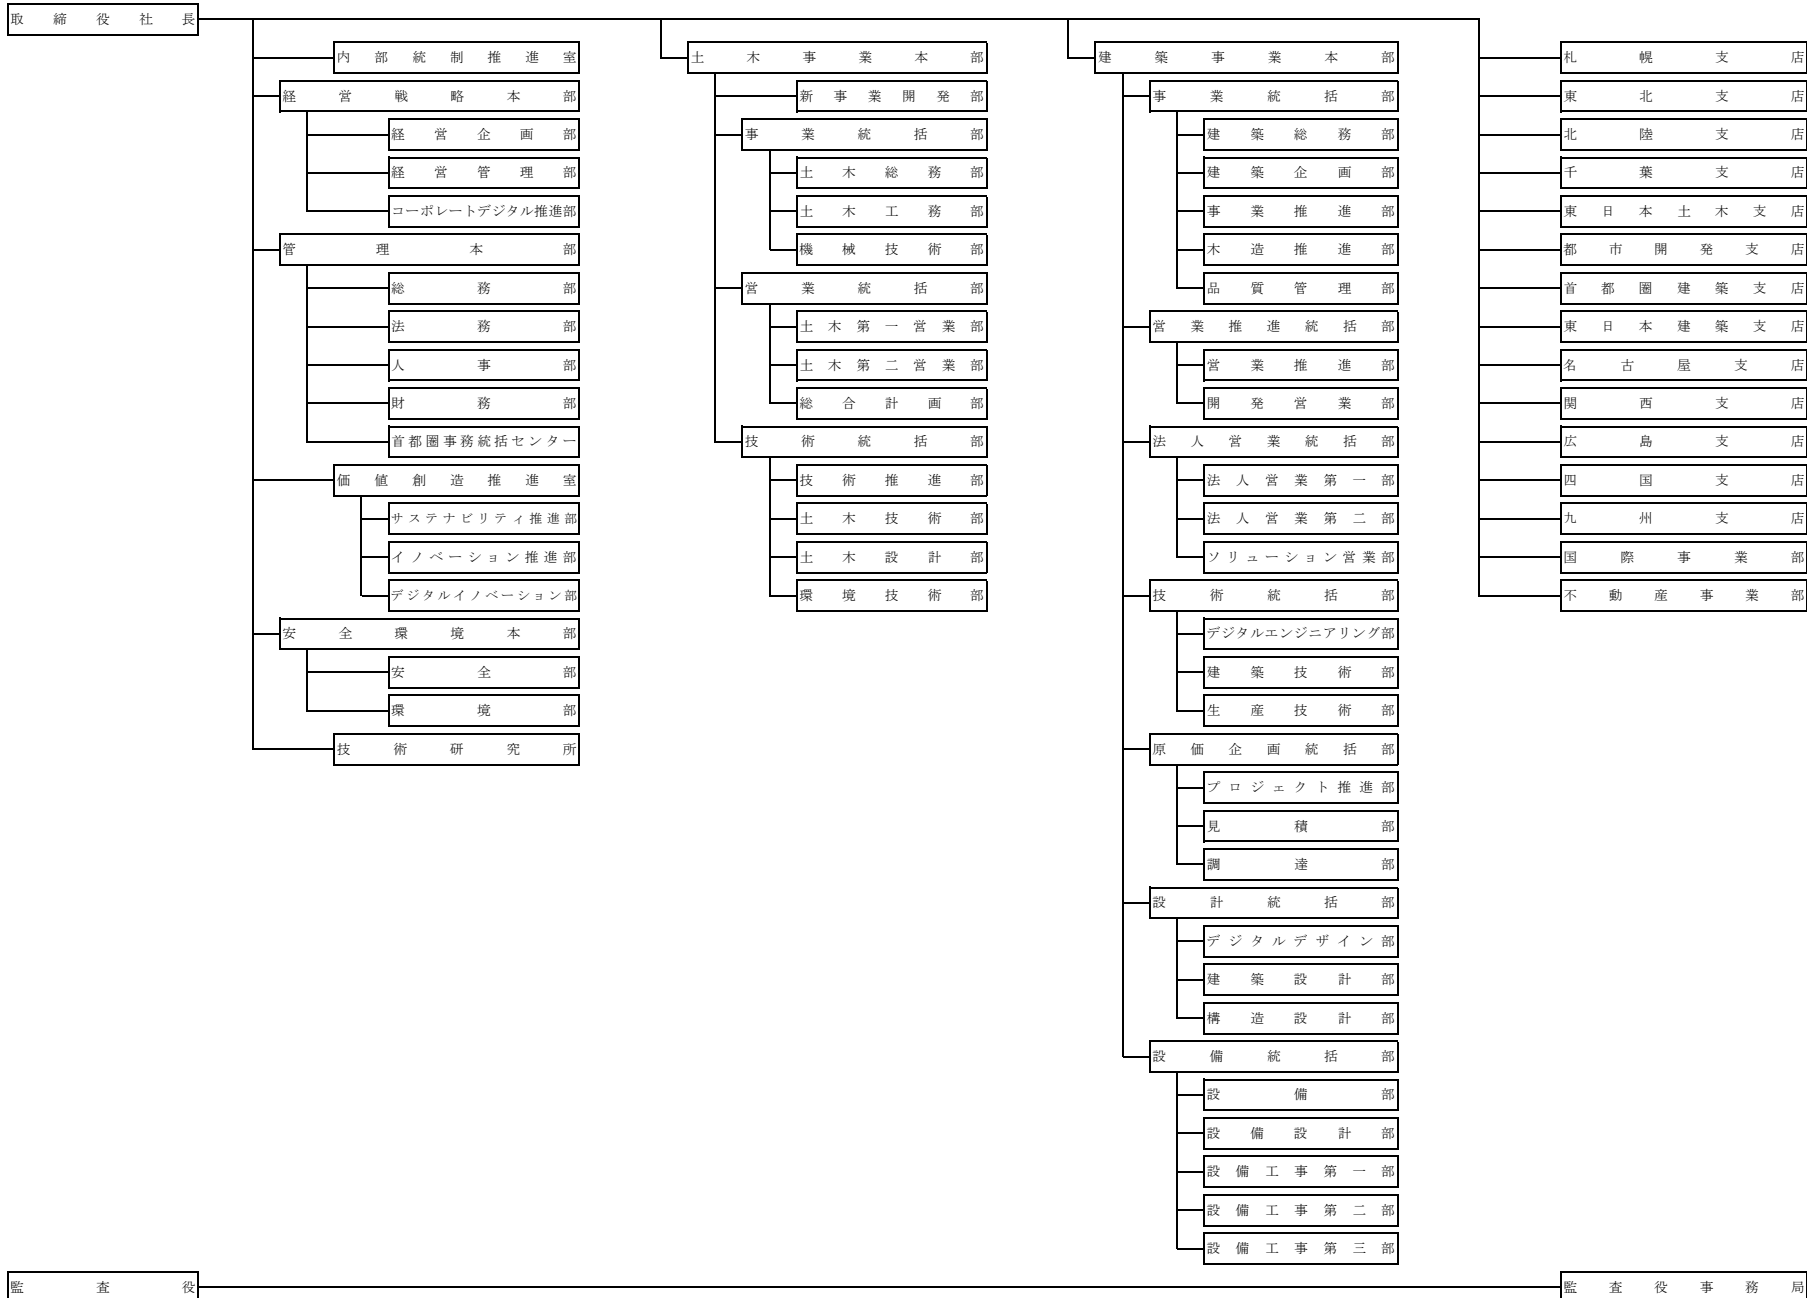 取締役社長
内部統制推進室
経営戦略本部
経営企画部
経営管理部
コーポレートデジタル推進部
管理本部
総務部
法務部
人事部
財務部
首都圏事務統括センター
価値創造推進室
サステナビリティ推進部
イノベーション推進部
デジタルイノベーション部
安全環境本部
安全部
環境部
技術研究所
土木事業本部
新事業開発部
事業統括部
土木総務部
土木工務部
機械技術部
営業統括部
土木第一営業部
土木第二営業部
総合計画部
技術統括部
技術推進部
土木技術部
土木設計部
環境技術部
建築事業本部
事業統括部
建築総務部
建築企画部
事業推進部
木造推進部
品質管理部
営業推進統括部
営業推進部
開発営業部
法人営業統括部
法人営業第一部
法人営業第二部
ソリューション営業部
技術統括部
デジタルエンジニアリング部
建築技術部
生産技術部
原価企画統括部
プロジェクト推進部
見積部
調達部
設計統括部
デジタルデザイン部
建築設計部
構造設計部
設備統括部
設備部
設備設計部
設備工事第一部
設備工事第二部
設備工事第三部
札幌支店
東北支店
北陸支店
千葉支店
東日本土木支店
都市開発支店
首都圏建築支店
東日本建築支店
名古屋支店
関西支店
広島支店
四国支店
九州支店
国際事業部
不動産事業部
監査役
監査役事務局